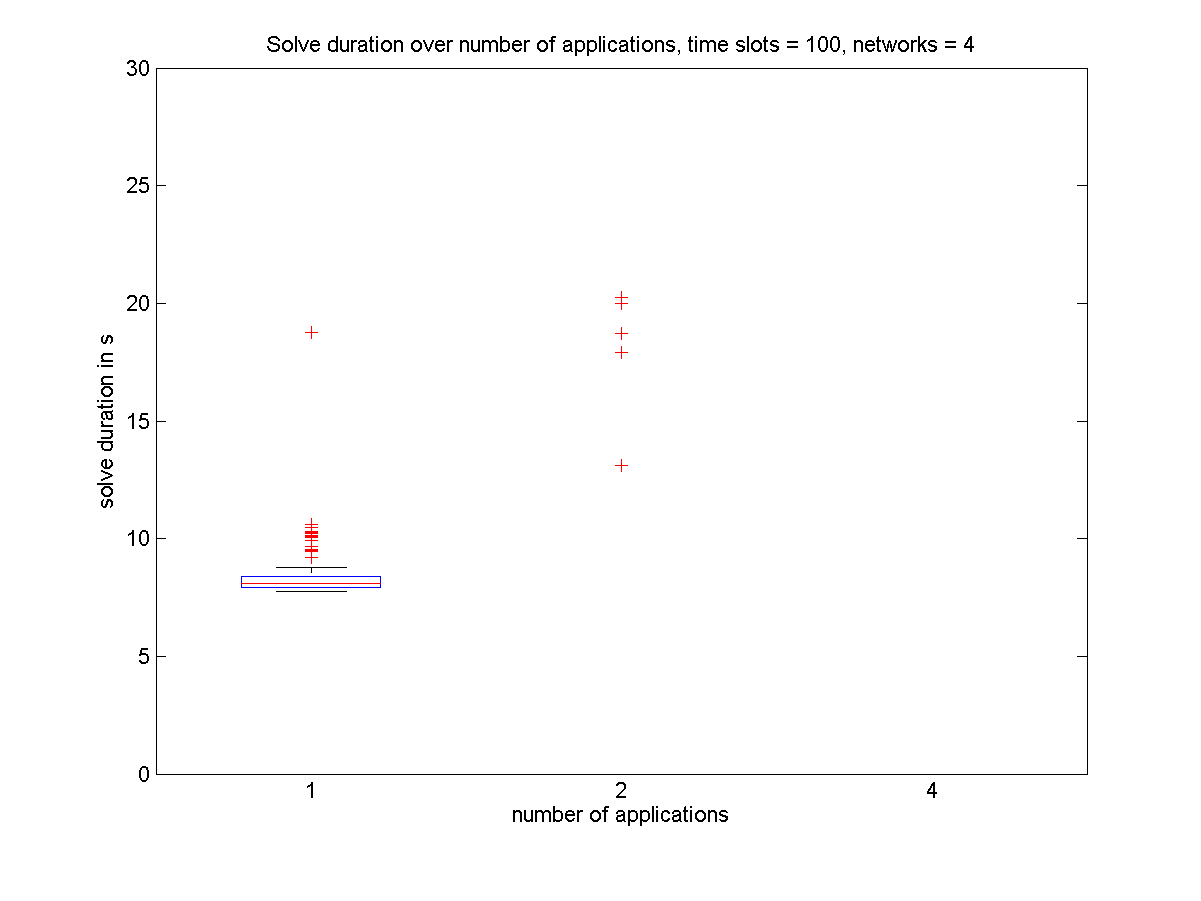 Solve duration over number of applications, time slots = 100, networks = 4
30
25
20
15
10
5
0
solve duration in s
1 2 4
number of applications